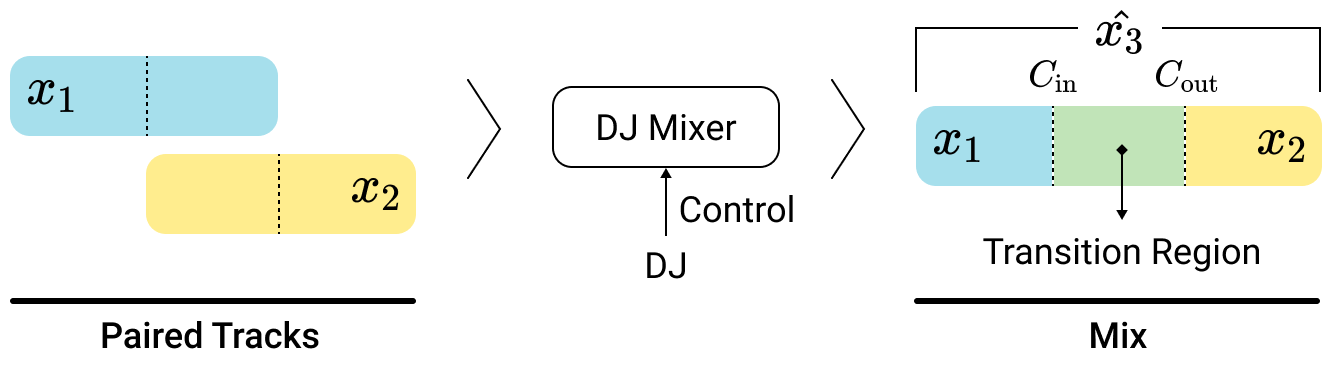 x₁
x₂
Paired Tracks
DJ Mixer
Control
DJ
x̂₃
C_in C_out
x₁ x₂
Transition Region
Mix